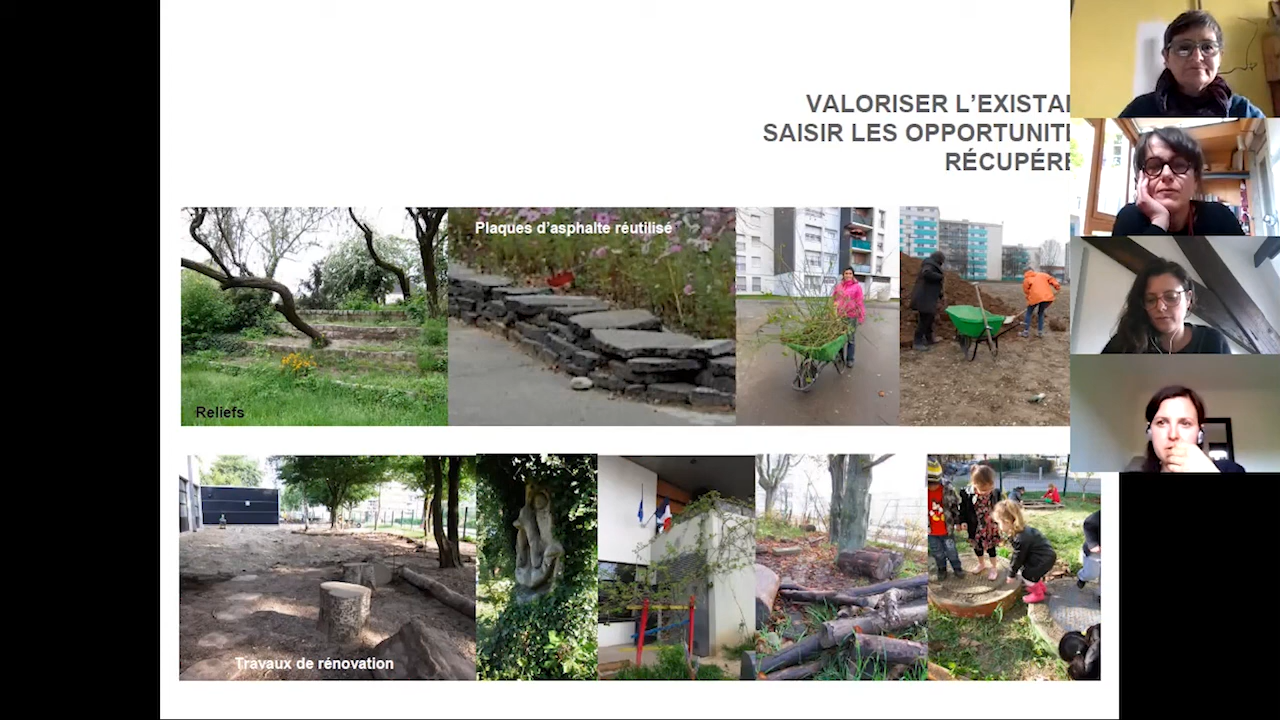 VALORISER L'EXISTA
SAISIR LES OPPORTUNIT
RÉCUPÉR
Plaques d'asphalte réutilisé
Reliefs
Travaux de rénovation